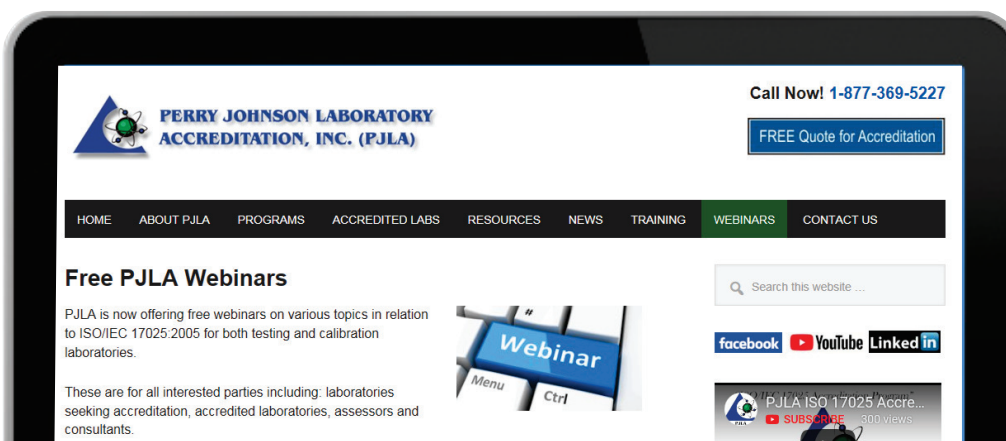 PERRY JOHNSON LABORATORY
ACCREDITATION, INC. (PJLA)
Call Now! 1-877-369-5227
FREE Quote for Accreditation
HOME ABOUT PJLA PROGRAMS ACCREDITED LABS RESOURCES NEWS TRAINING WEBINARS CONTACT US
Free PJLA Webinars
PJLA is now offering free webinars on various topics in relation
to ISO/IEC 17025:2005 for both testing and calibration
laboratories.
These are for all interested parties including: laboratories
seeking accreditation, accredited laboratories, assessors and
consultants.
#
Webinar
Menu
Ctrl
Search this website ...
facebook YouTube Linked in
PJLA ISO 17025 Accre...
SUBSCRIBE 300 views
PJLA